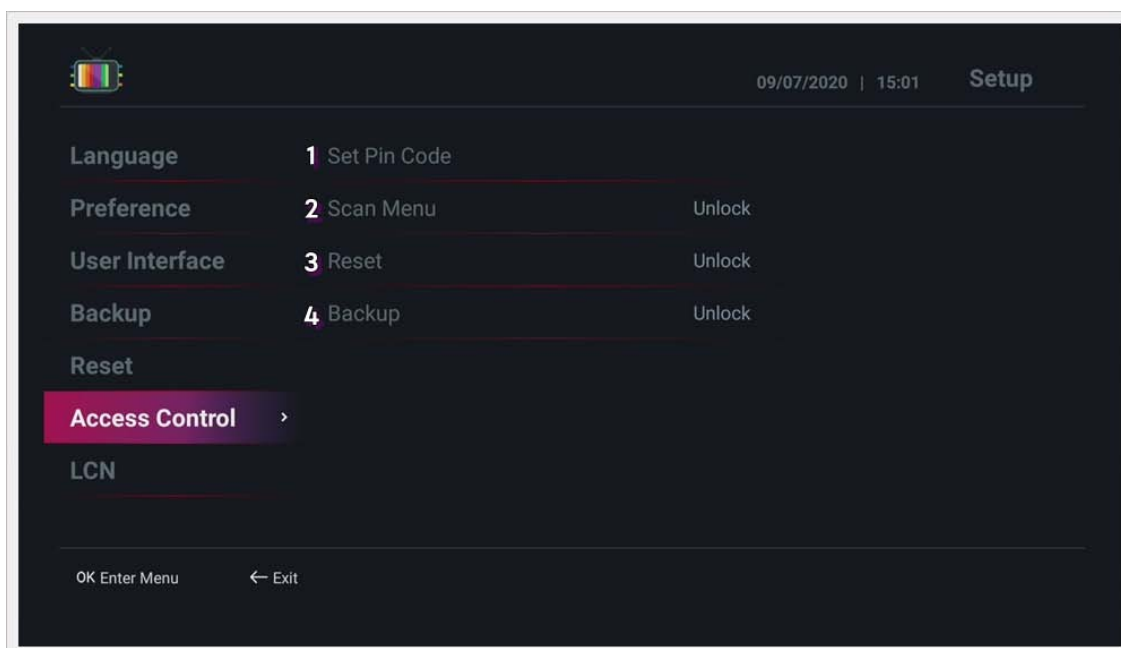 09/07/2020 | 15:01 Setup
Language 1 Set Pin Code
Preference 2 Scan Menu Unlock
User Interface 3 Reset Unlock
Backup 4 Backup Unlock
Reset
Access Control ›
LCN
OK Enter Menu ← Exit